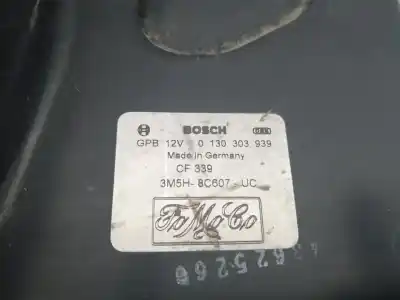 BOSCH
GPB 12V 0 130 303 939
Made in Germany
CF 339
3M5H- 8C607 - UC
FoMoCo